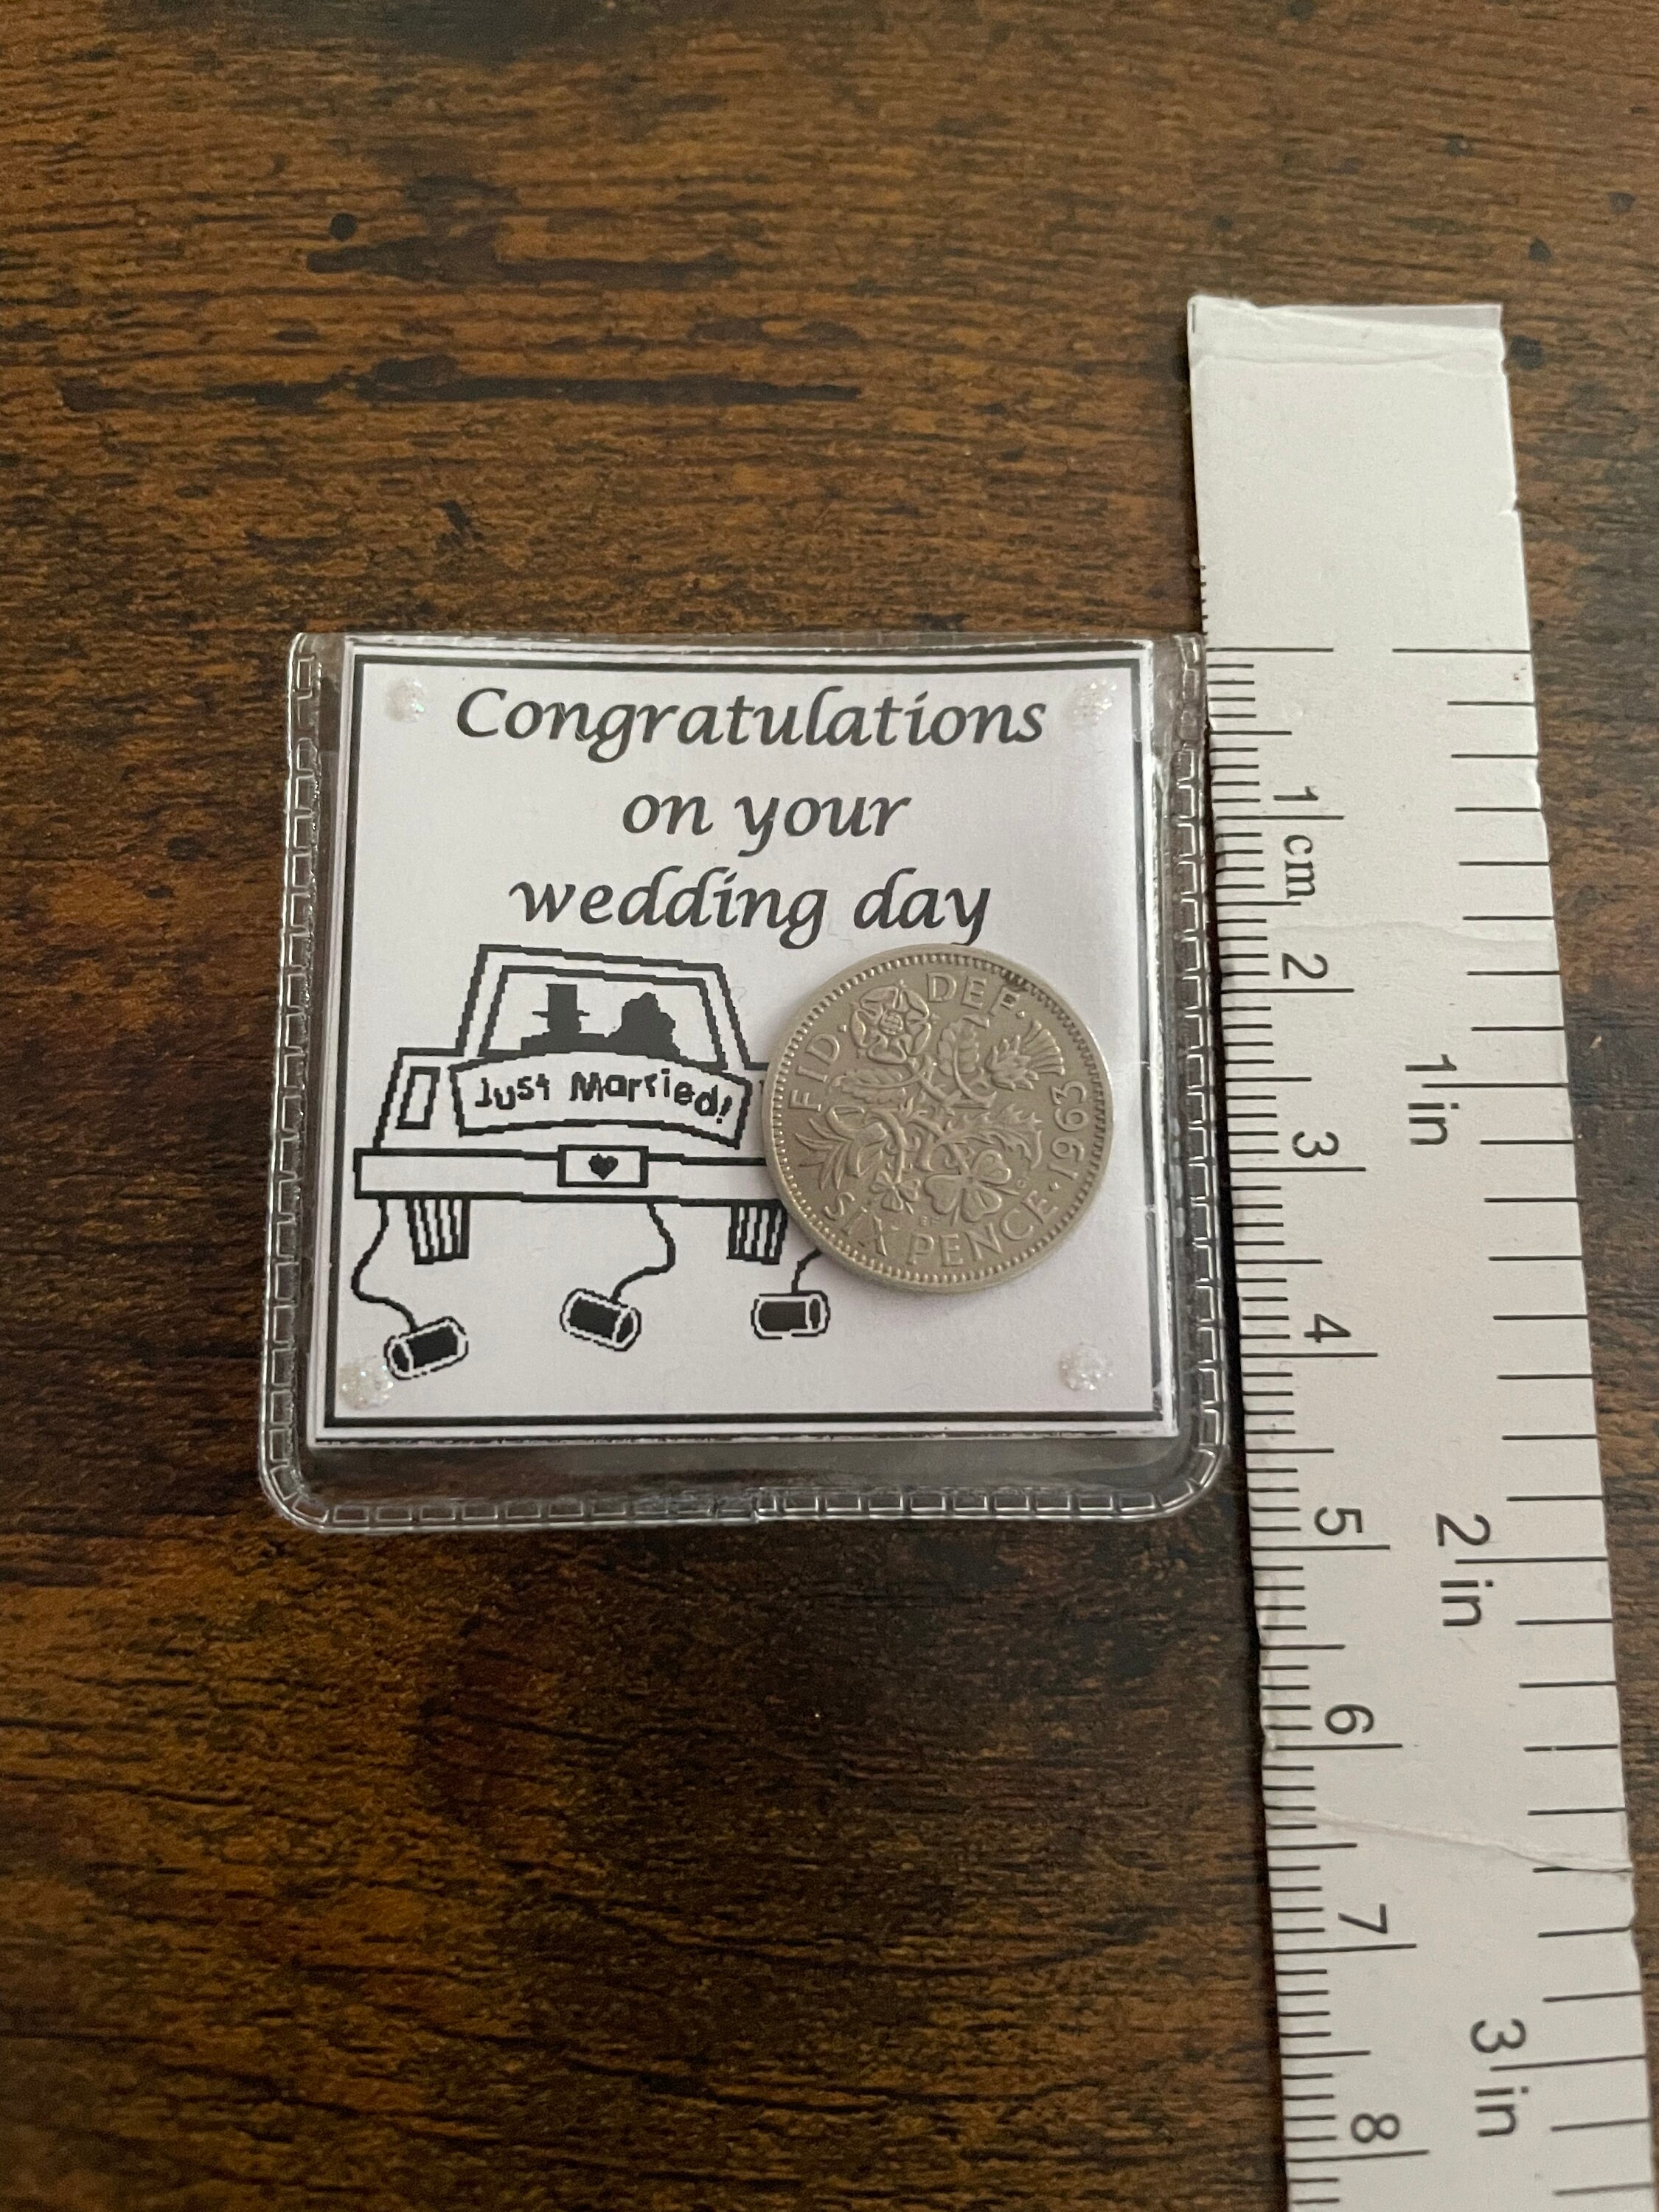 Congratulations
on your
wedding day
Just Married!
FID. DEF.
SIX PENCE · 1963
1 cm
2
3
4
5
6
7
8
1 in
2 in
3 in